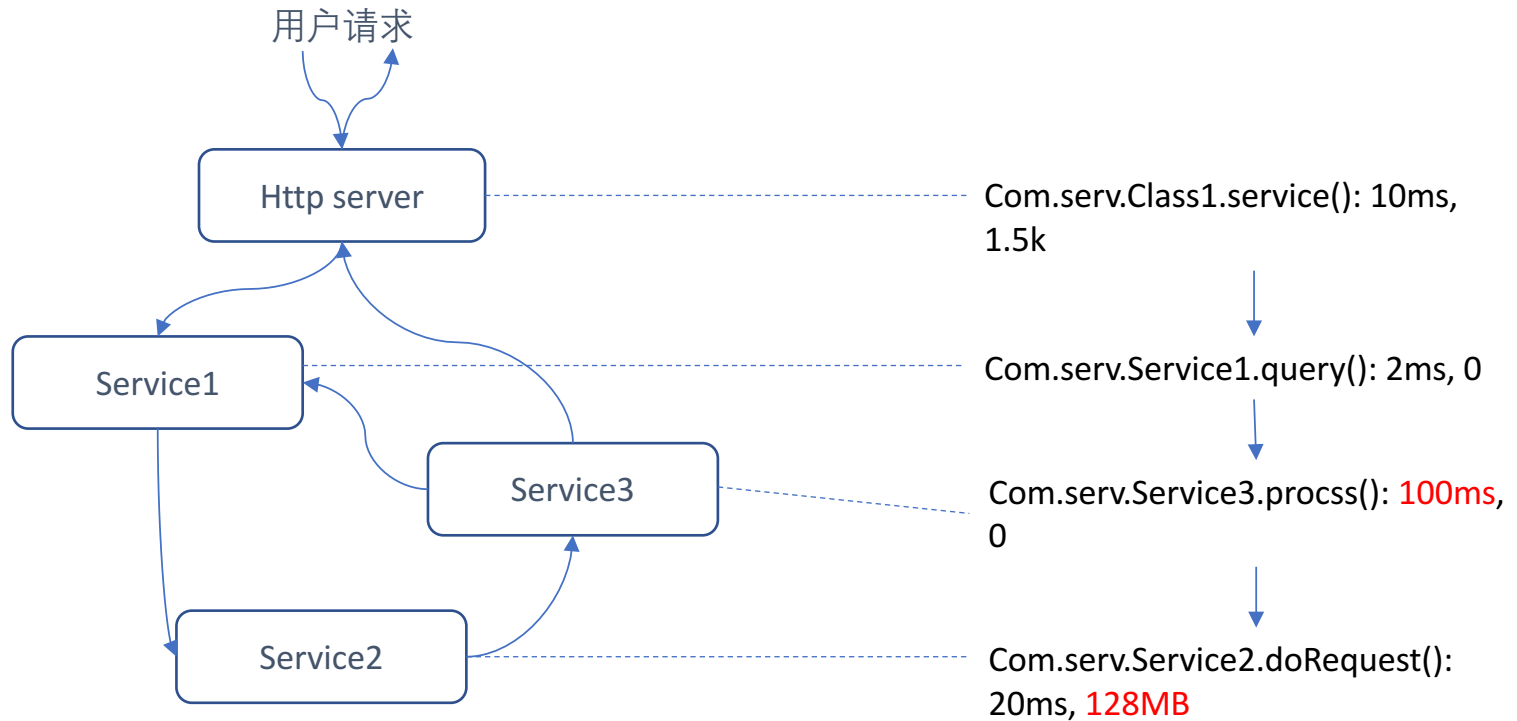 用户请求
Http server
Com.serv.Class1.service(): 10ms,
1.5k
Service1
Com.serv.Service1.query(): 2ms, 0
Service3
Com.serv.Service3.procss(): 100ms,
0
Service2
Com.serv.Service2.doRequest():
20ms, 128MB